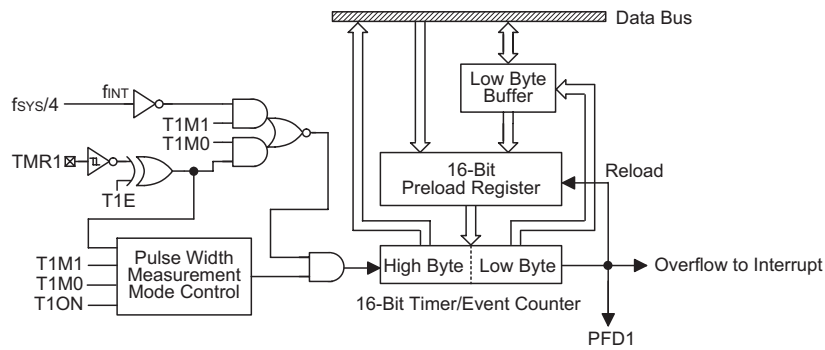 Data Bus
Low Byte
Buffer
fINT
fSYS/4
T1M1
T1M0
TMR1
T1E
16-Bit
Preload Register
Reload
T1M1
T1M0
T1ON
Pulse Width
Measurement
Mode Control
High Byte
Low Byte
Overflow to Interrupt
16-Bit Timer/Event Counter
PFD1